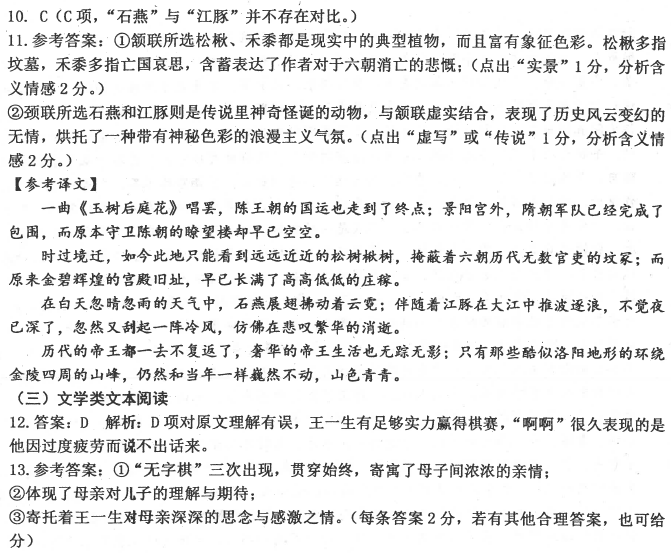 10. C（C项，“石燕”与“江豚”并不存在对比。）
11.参考答案：①颔联所选松楸、禾黍都是现实中的典型植物，而且富有象征色彩。松楸多指
坟墓，禾黍多指亡国哀思，含蓄表达了作者对于六朝消亡的悲慨；（点出“实景”1分，分析含
义情感2分。）
②颈联所选石燕和江豚则是传说里神奇怪诞的动物，与颔联虚实结合，表现了历史风云变幻的
无情，烘托了一种带有神秘色彩的浪漫主义气氛。（点出“虚写”或“传说”1分，分析含义情
感2分。）
【参考译文】
一曲《玉树后庭花》唱罢，陈王朝的国运也走到了终点；景阳宫外，隋朝军队已经完成了
包围，而原本守卫陈朝的瞭望楼却早已空空。
时过境迁，如今此地只能看到远远近近的松树楸树，掩蔽着六朝历代无数官吏的坟冢；而
原来金碧辉煌的宫殿旧址，早已长满了高高低低的庄稼。
在白天忽晴忽雨的天气中，石燕展翅拂动着云霓；伴随着江豚在大江中推波逐浪，不觉夜
已深了，忽然又刮起一阵冷风，仿佛在悲叹繁华的消逝。
历代的帝王都一去不复返了，奢华的帝王生活也无踪无影；只有那些酷似洛阳地形的环绕
金陵四周的山峰，仍然和当年一样巍然不动，山色青青。
（三）文学类文本阅读
12.答案：D 解析：D项对原文理解有误，王一生有足够实力赢得棋赛，“啊啊”很久表现的是
他因过度疲劳而说不出话来。
13.参考答案：①“无字棋”三次出现，贯穿始终，寄寓了母子间浓浓的亲情；
②体现了母亲对儿子的理解与期待；
③寄托着王一生对母亲深深的思念与感激之情。（每条答案2分，若有其他合理答案，也可给
分）